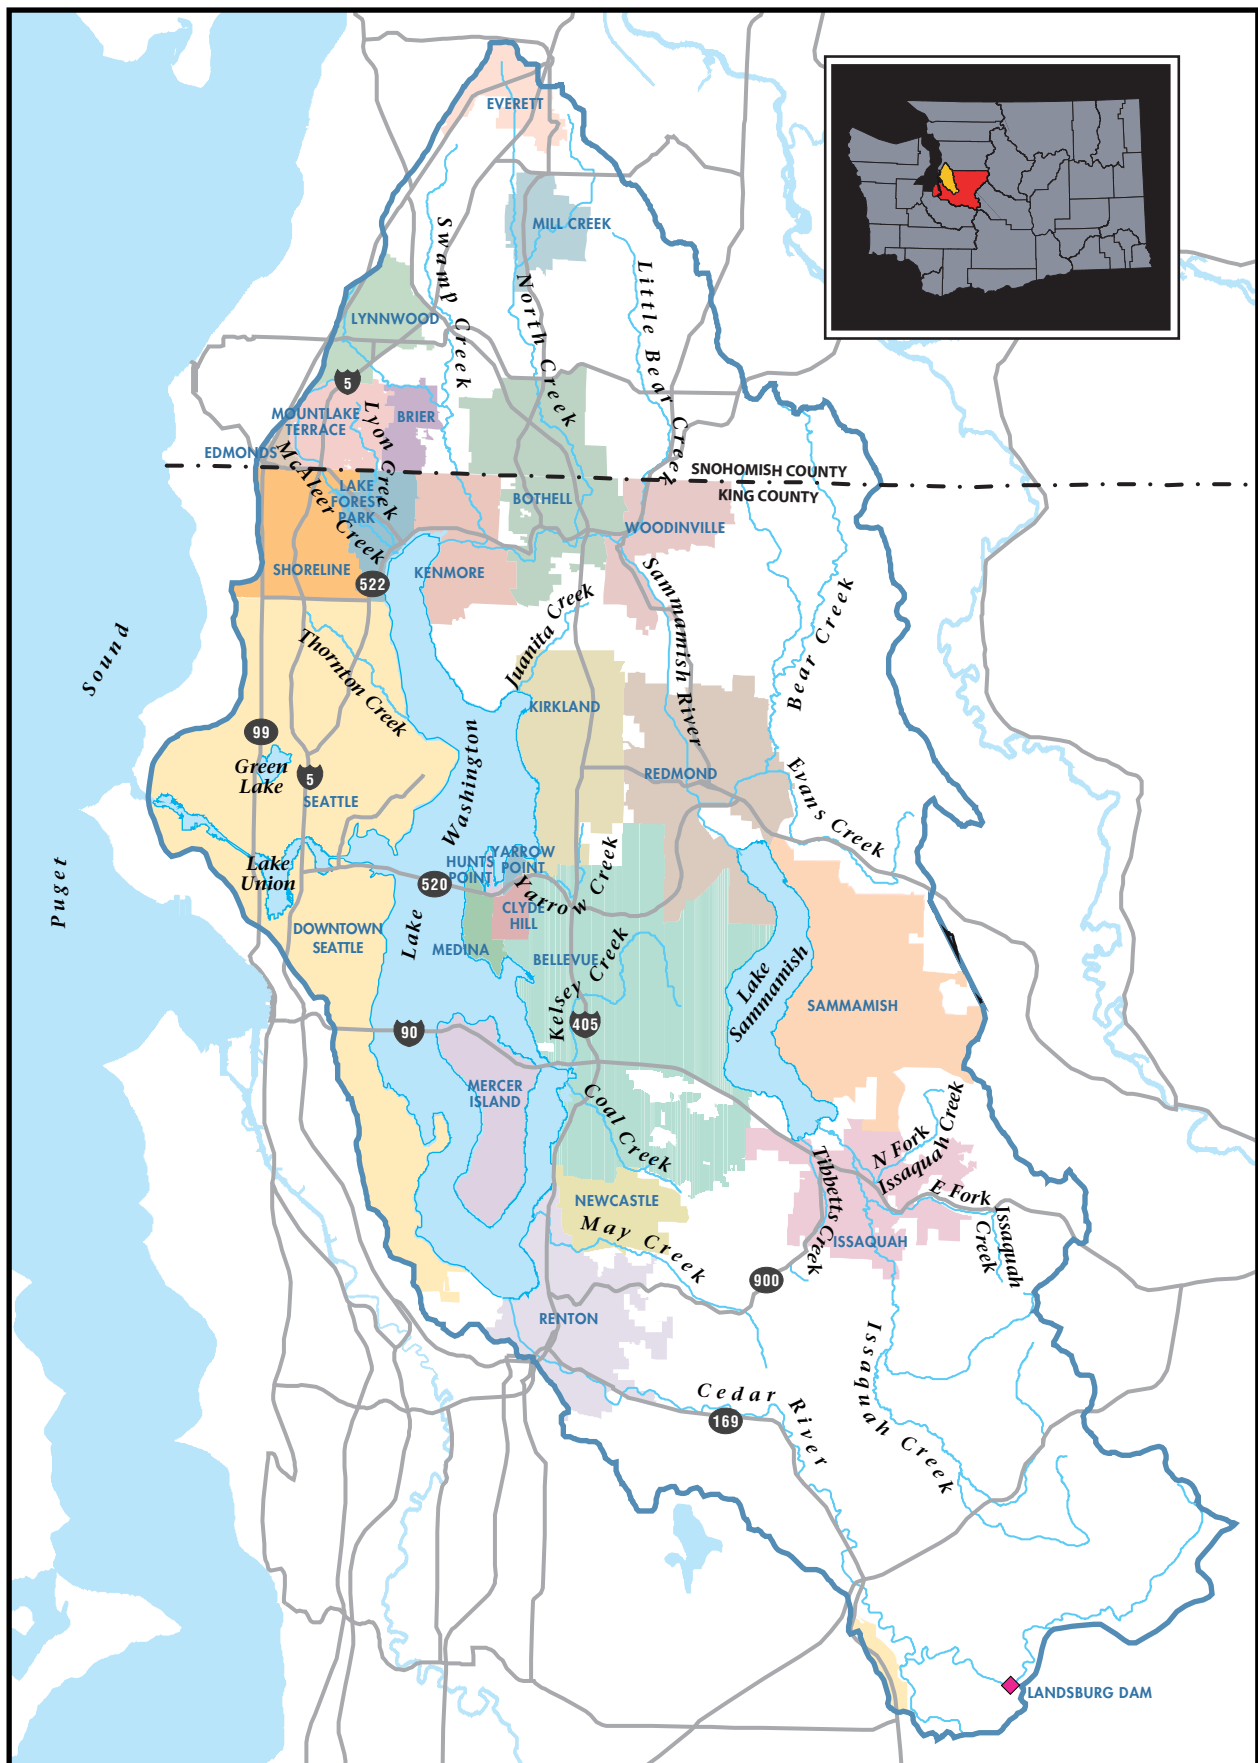 EVERETT
MILL CREEK
Swamp Creek
North Creek
Little Bear Creek
LYNNWOOD
5
MOUNTLAKE
TERRACE
BRIER
Lyon Creek
EDMONDS
McAleer Creek
SNOHOMISH COUNTY
KING COUNTY
LAKE
FOREST
PARK
BOTHELL
WOODINVILLE
SHORELINE
522
KENMORE
Juanita Creek
Sammamish River
Bear Creek
Puget Sound
Thornton Creek
KIRKLAND
99
Green
Lake
5
SEATTLE
Lake Washington
REDMOND
Evans Creek
HUNTS
POINT
YARROW
POINT
Yarrow Creek
Lake
Union
520
CLYDE
HILL
DOWNTOWN
SEATTLE
MEDINA
BELLEVUE
Kelsey Creek
Lake
Sammamish
SAMMAMISH
90
405
MERCER
ISLAND
Coal Creek
N Fork
Issaquah Creek
Tibbetts Creek
E Fork Issaquah
Creek
NEWCASTLE
May Creek
ISSAQUAH
900
RENTON
Issaquah Creek
Cedar River
169
LANDSBURG DAM